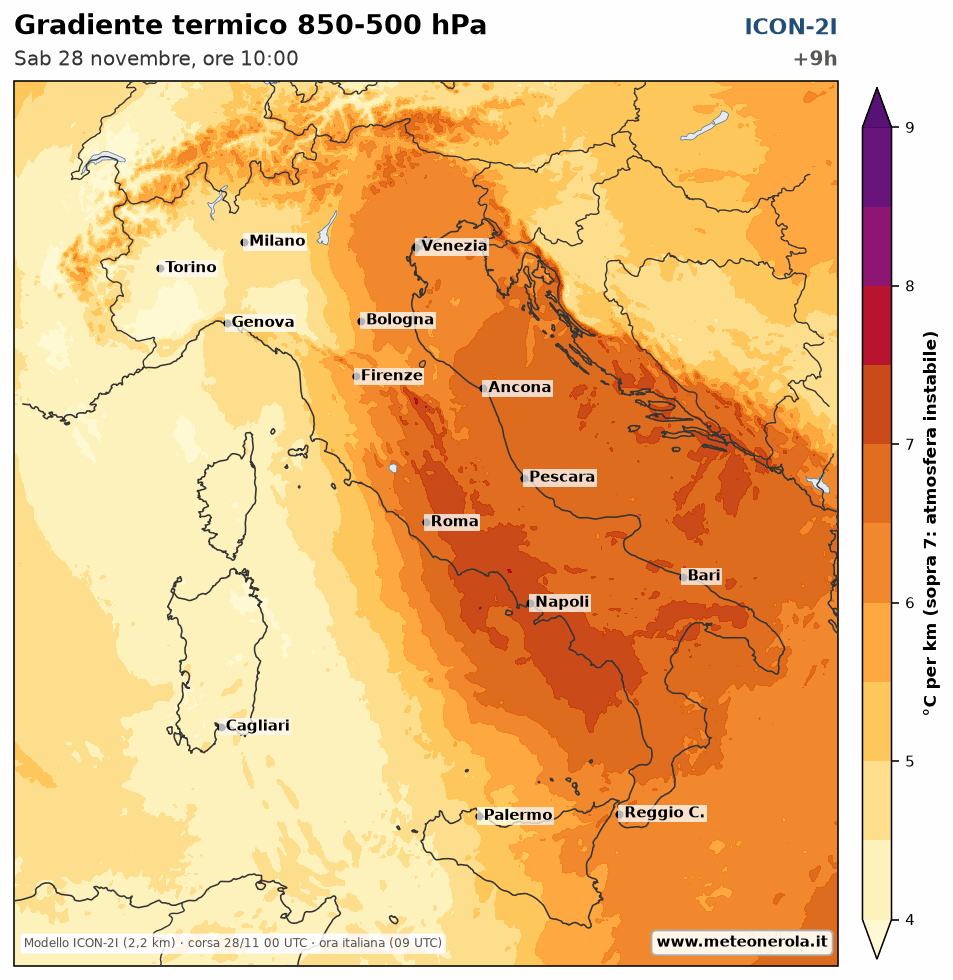 Gradiente termico 850-500 hPa
ICON-2I
Sab 28 novembre, ore 10:00
+9h
9
8
7
6
5
4
°C per km (sopra 7: atmosfera instabile)
Milano
Venezia
Torino
Genova
Bologna
Firenze
Ancona
Pescara
Roma
Bari
Napoli
Cagliari
Palermo
Reggio C.
Modello ICON-2I (2,2 km) · corsa 28/11 00 UTC · ora italiana (09 UTC)
www.meteonerola.it